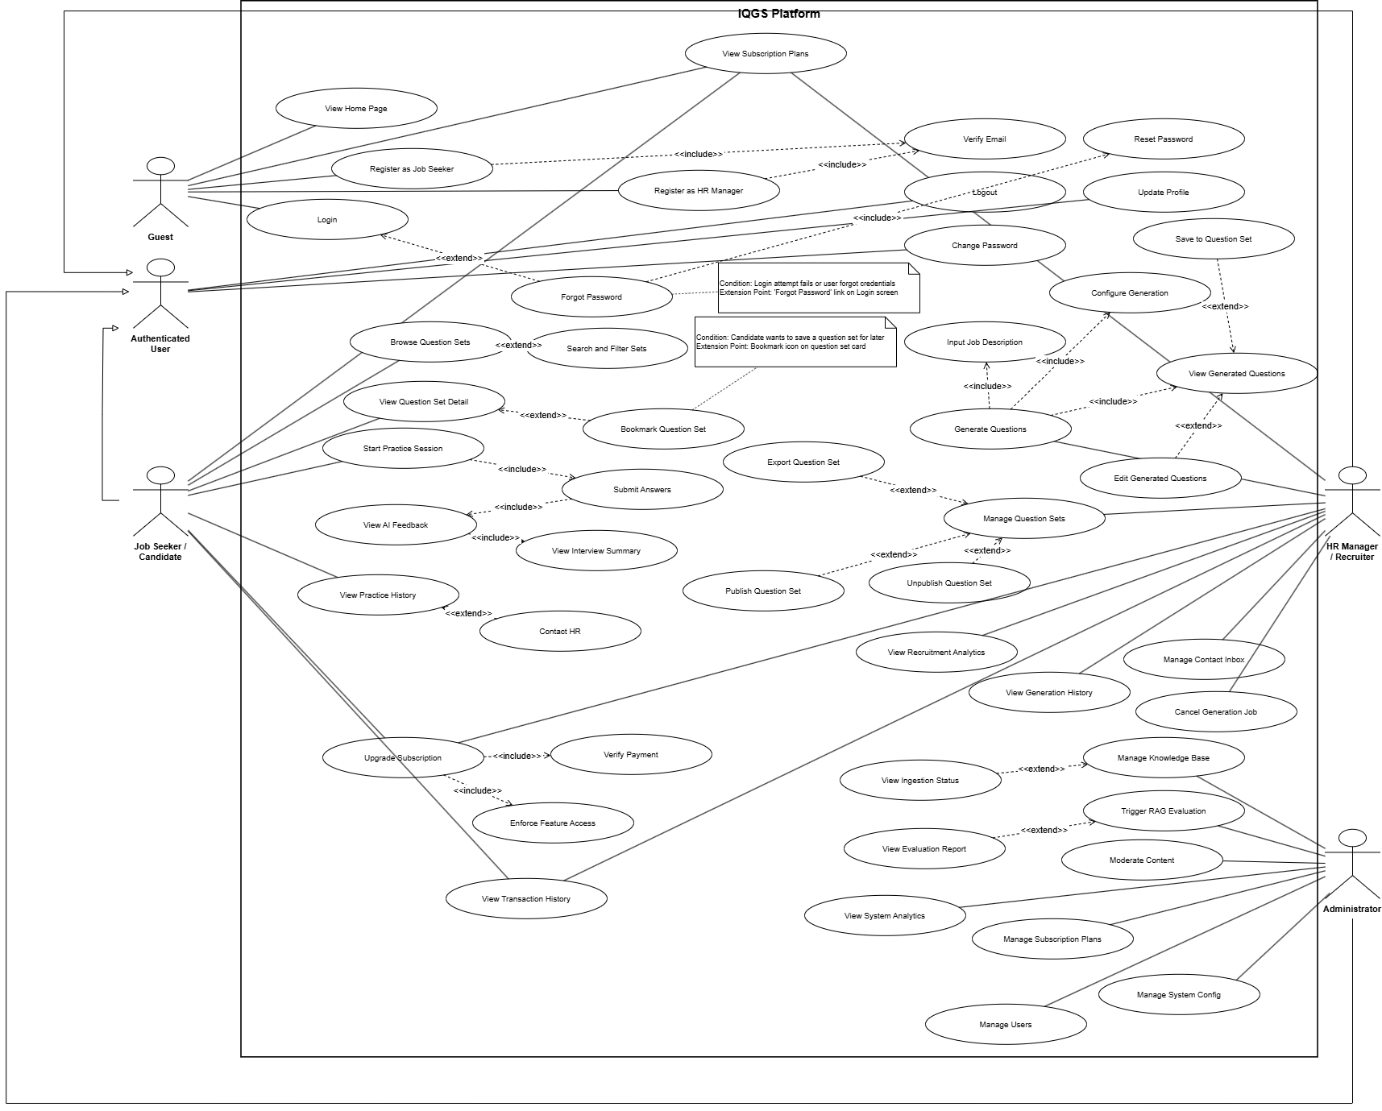 IQGS Platform
View Subscription Plans
View Home Page
Verify Email
Reset Password
<<include>>
<<include>>
Register as Job Seeker
Register as HR Manager
Logout
Update Profile
Login
<<include>>
Guest
Change Password
Save to Question Set
<<extend>>
Forgot Password
Condition: Login attempt fails or user forgot credentials
Extension Point: 'Forgot Password' link on Login screen
Configure Generation
<<extend>>
Authenticated
User
Browse Question Sets
<<extend>>
Search and Filter Sets
Condition: Candidate wants to save a question set for later
Extension Point: Bookmark icon on question set card
Input Job Description
<<include>>
View Generated Questions
<<include>>
View Question Set Detail
<<extend>>
<<include>>
Bookmark Question Set
Generate Questions
<<extend>>
Start Practice Session
<<include>>
Export Question Set
Edit Generated Questions
Submit Answers
<<extend>>
<<include>>
View AI Feedback
Manage Question Sets
<<include>>
View Interview Summary
<<extend>>
<<extend>>
Job Seeker /
Candidate
HR Manager
/ Recruiter
View Practice History
Publish Question Set
Unpublish Question Set
<<extend>>
Contact HR
View Recruitment Analytics
Manage Contact Inbox
View Generation History
Cancel Generation Job
Upgrade Subscription
<<include>>
Verify Payment
Manage Knowledge Base
<<extend>>
View Ingestion Status
<<include>>
Enforce Feature Access
Trigger RAG Evaluation
<<extend>>
View Evaluation Report
Moderate Content
View Transaction History
Administrator
View System Analytics
Manage Subscription Plans
Manage System Config
Manage Users